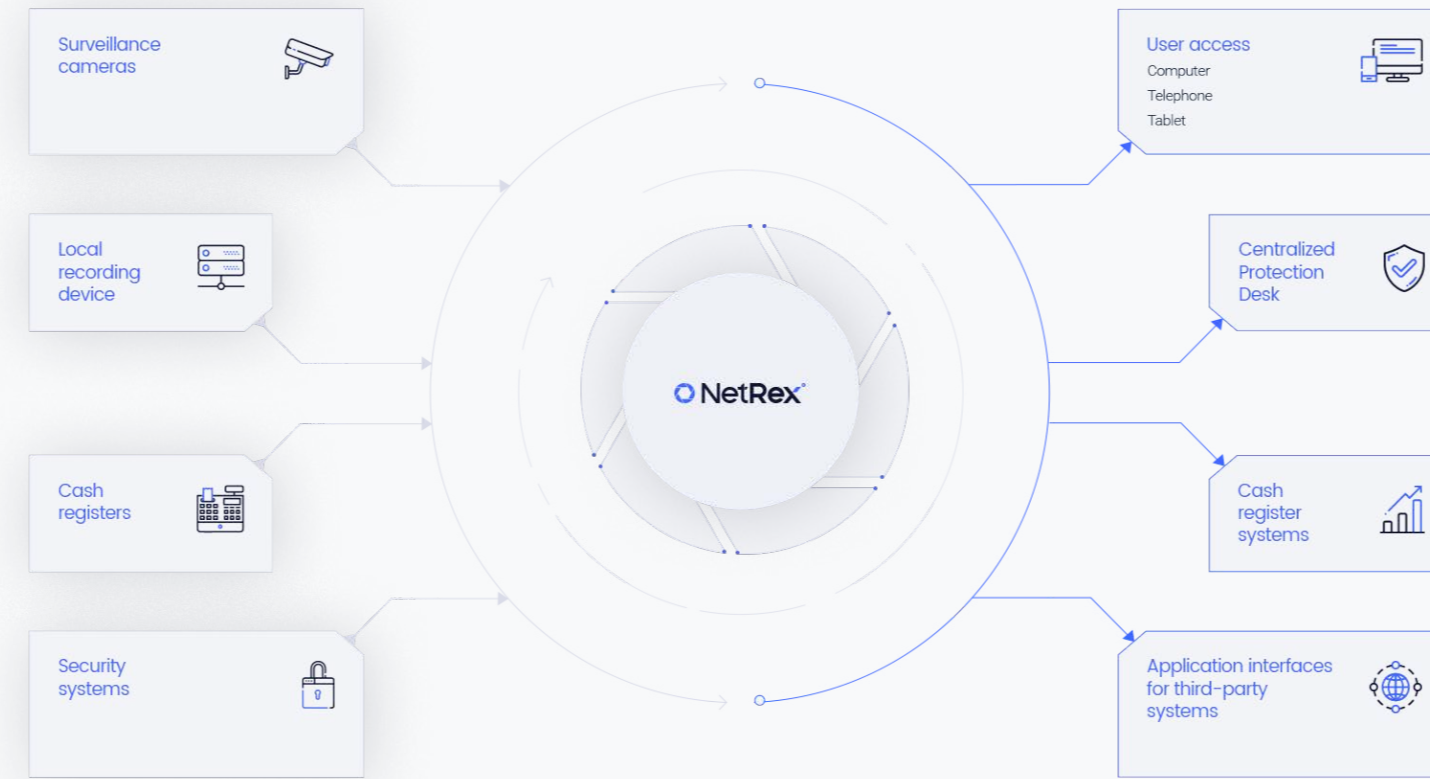 Surveillance
cameras
Local
recording
device
Cash
registers
Security
systems
NetRex
User access
Computer
Telephone
Tablet
Centralized
Protection
Desk
Cash
register
systems
Application interfaces
for third-party
systems